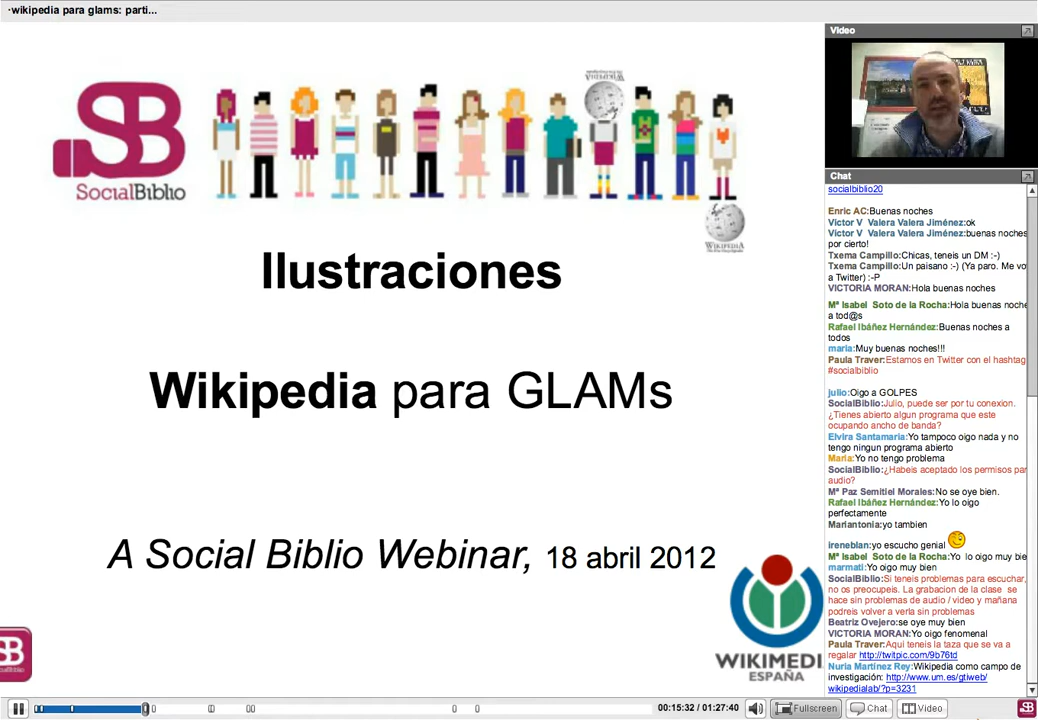 ·wikipedia para glams: parti...
SB
SocialBiblio
WIKIPEDIA
WIKIPEDIA
Ilustraciones
Wikipedia para GLAMs
A Social Biblio Webinar, 18 abril 2012
WIKIMEDI
ESPAÑA
SB
Video
Chat
socialbiblio20
Enric AC:Buenas noches
Victor V Valera Valera Jiménez:ok
Victor V Valera Valera Jiménez:buenas noches
por cierto!
Txema Campillo:Chicas, teneis un DM :-)
Txema Campillo:Un paisano :-) (Ya paro. Me vo
a Twitter) :-P
VICTORIA MORAN:Hola buenas noches
Mª Isabel Soto de la Rocha:Hola buenas noche
a tod@s
Rafael Ibáñez Hernández:Buenas noches a
todos
maria:Muy buenas noches!!!
Paula Traver:Estamos en Twitter con el hashtag
#socialbiblio
julio:Oigo a GOLPES
SocialBiblio:Julio, puede ser por tu conexion.
¿Tienes abierto algun programa que este
ocupando ancho de banda?
Elvira Santamaria:Yo tampoco oigo nada y no
tengo ningun programa abierto
Maria:Yo no tengo problema
SocialBiblio:¿Habeis aceptado los permisos par
audio?
Mª Paz Semitiel Morales:No se oye bien.
Rafael Ibáñez Hernández:Yo lo oigo
perfectamente
Mariantonia:yo tambien
ireneblan:yo escucho genial
Mª Isabel Soto de la Rocha:Yo lo oigo muy bie
marmati:Yo oigo muy bien
SocialBiblio:Si teneis problemas para escuchar,
no os preocupeis. La grabacion de la clase se
hace sin problemas de audio / video y mañana
podreis volver a verla sin problemas
Beatriz Ovejero:se oye muy bien
VICTORIA MORAN:Yo oigo fenomenal
Paula Traver:Aqui teneis la taza que se va a
regalar http://twitpic.com/9b76td
Nuria Martínez Rey:Wikipedia como campo de
investigación: http://www.um.es/gtiweb/
wikipedialab/?p=3231
00:15:32 / 01:27:40
Fullscreen
Chat
Video
SB